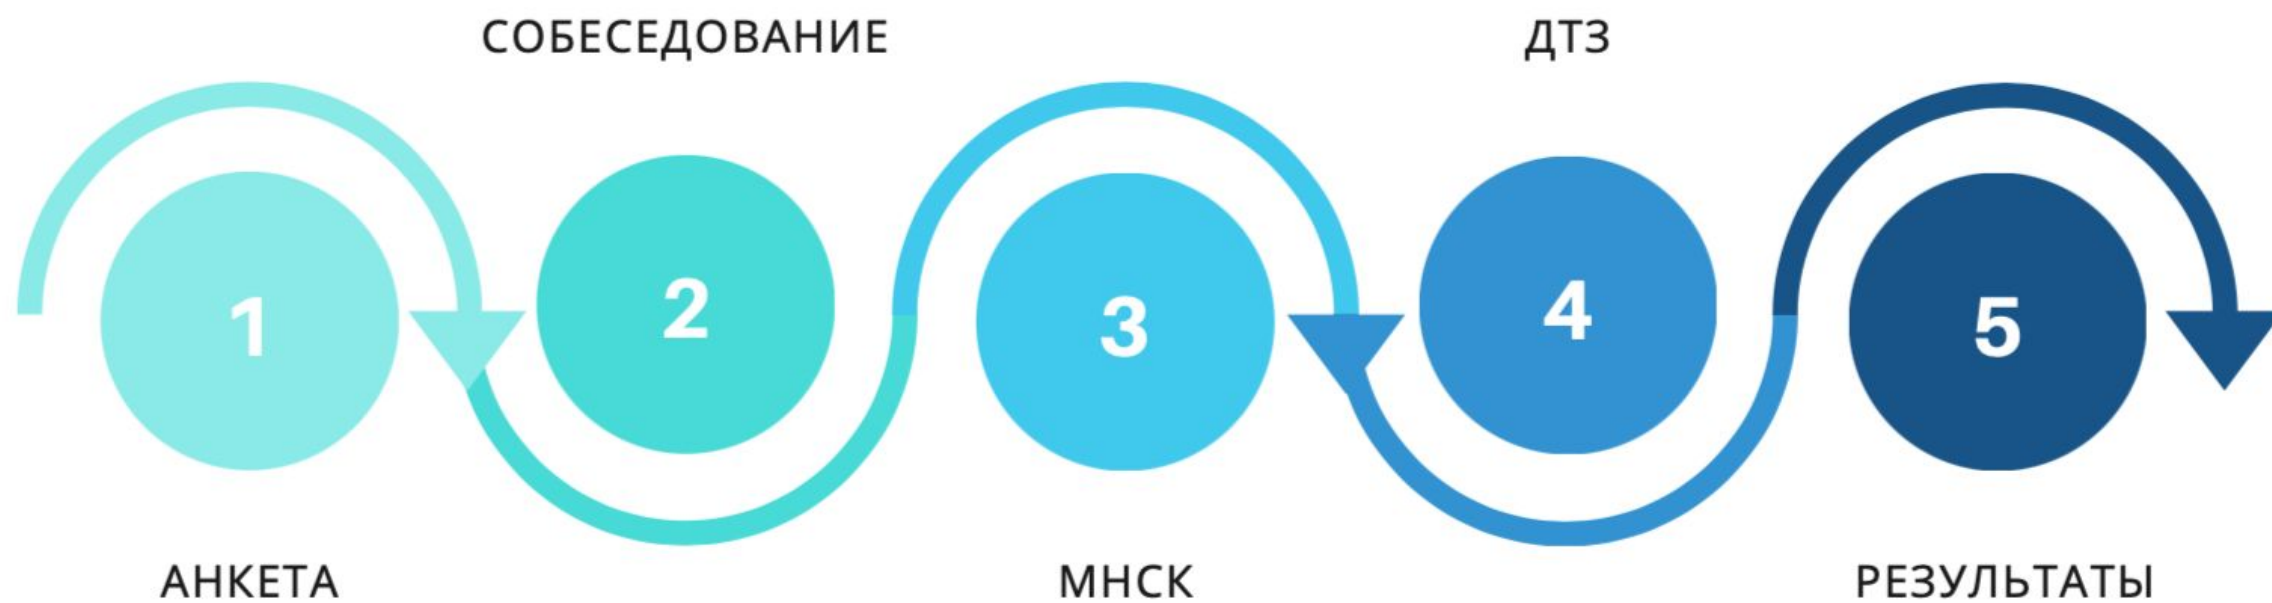 СОБЕСЕДОВАНИЕ
ДТЗ
1
2
3
4
5
АНКЕТА
МНСК
РЕЗУЛЬТАТЫ